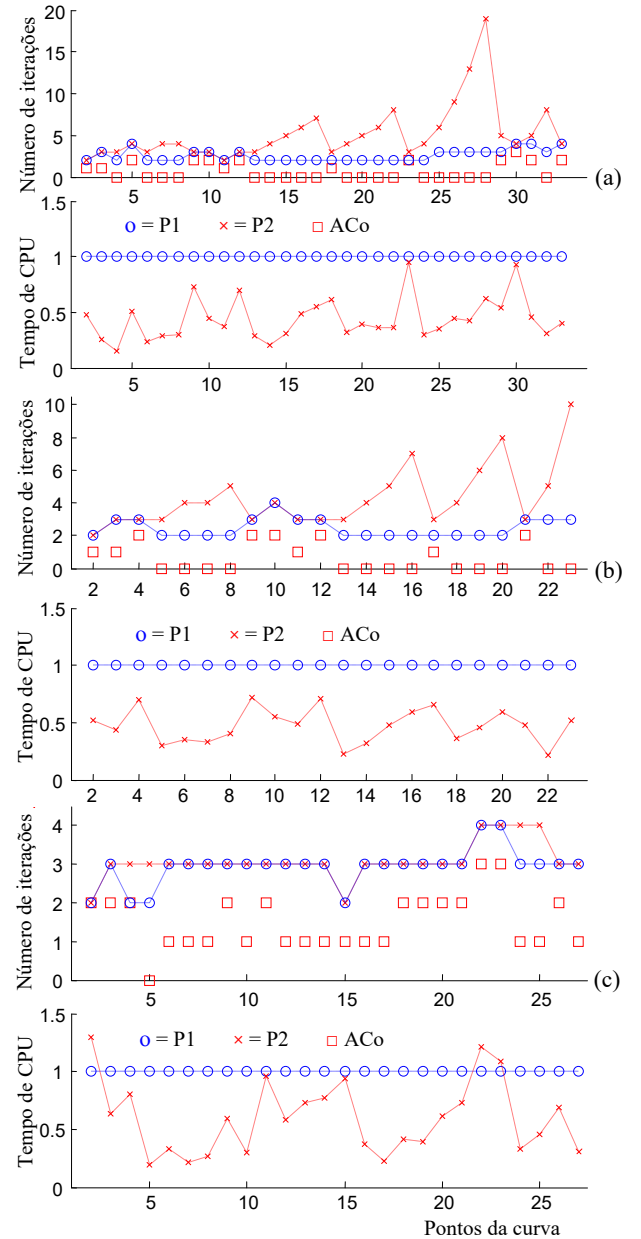 20
15
10
5
0
Número de iterações
5 10 15 20 25 30
(a)
1.5
1
0.5
0
Tempo de CPU
o = P1 × = P2 □ ACo
5 10 15 20 25 30
10
8
6
4
2
0
Número de iterações
2 4 6 8 10 12 14 16 18 20 22
(b)
1.5
1
0.5
0
Tempo de CPU
o = P1 × = P2 □ ACo
2 4 6 8 10 12 14 16 18 20 22
4
3
2
1
0
Número de iterações
5 10 15 20 25
(c)
1.5
1
0.5
0
Tempo de CPU
o = P1 × = P2 □ ACo
5 10 15 20 25
Pontos da curva